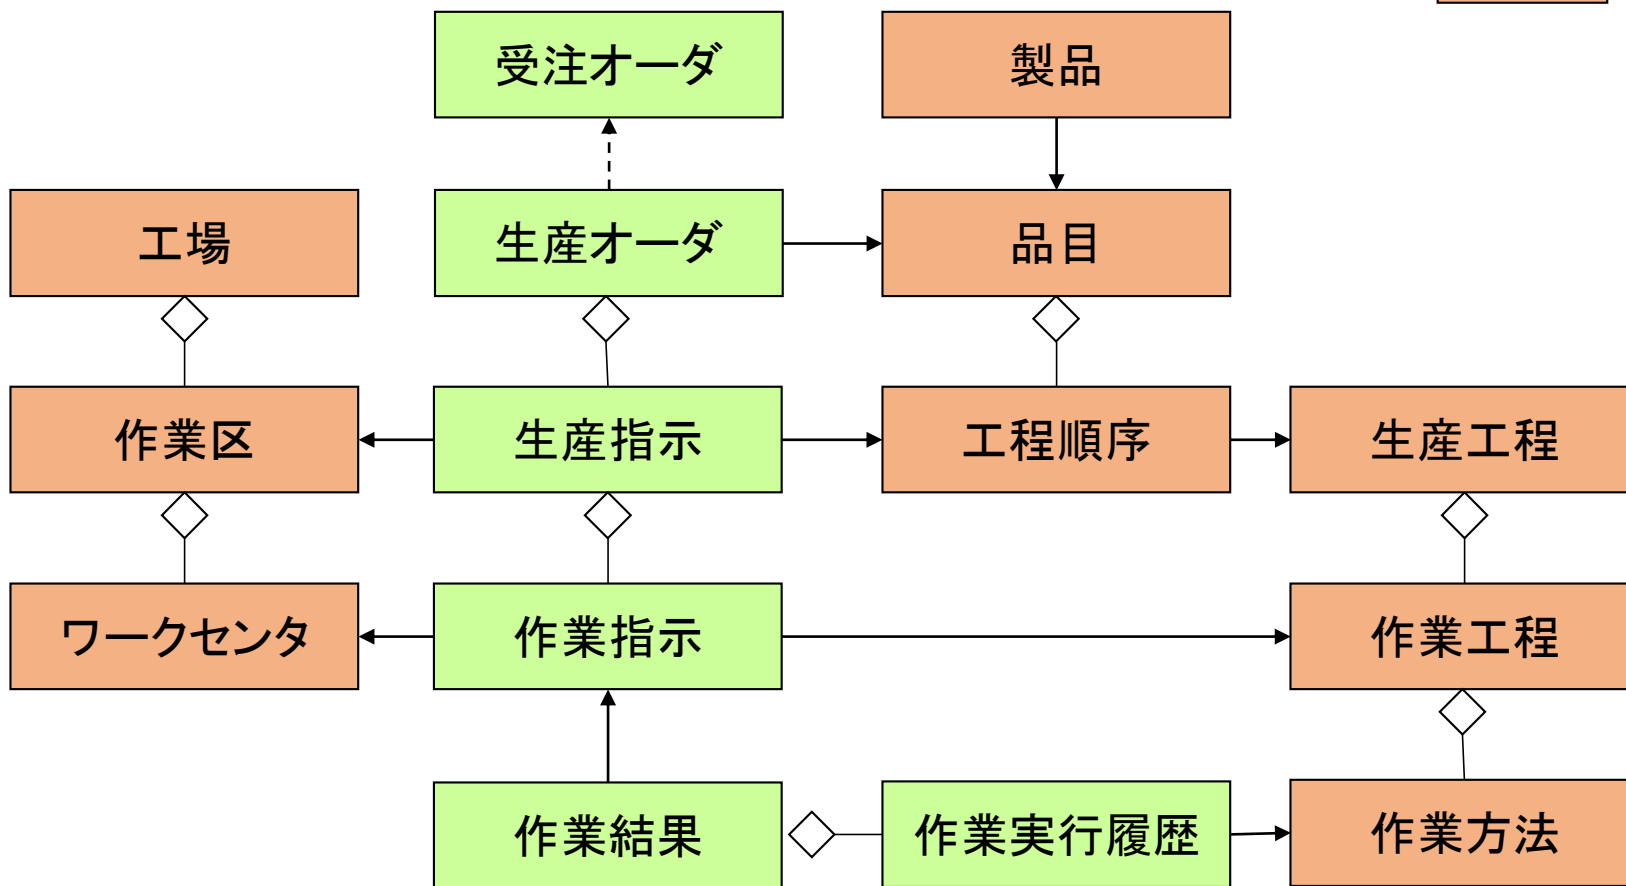 受注オーダ
製品
工場
生産オーダ
品目
作業区
生産指示
工程順序
生産工程
ワークセンタ
作業指示
作業工程
作業結果
作業実行履歴
作業方法